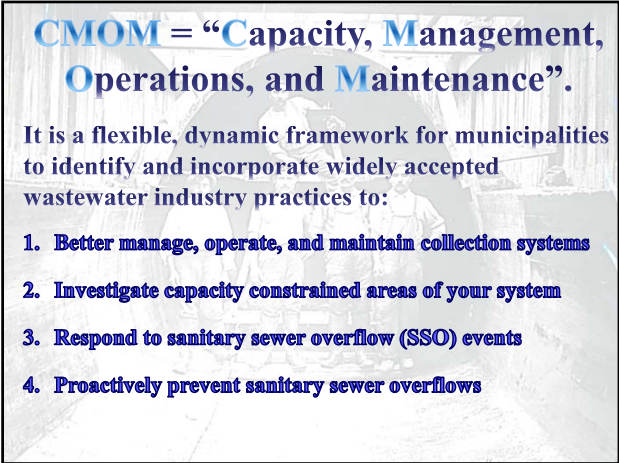 CMOM = “Capacity, Management,
Operations, and Maintenance”.
It is a flexible, dynamic framework for municipalities
to identify and incorporate widely accepted
wastewater industry practices to:
1. Better manage, operate, and maintain collection systems
2. Investigate capacity constrained areas of your system
3. Respond to sanitary sewer overflow (SSO) events
4. Proactively prevent sanitary sewer overflows